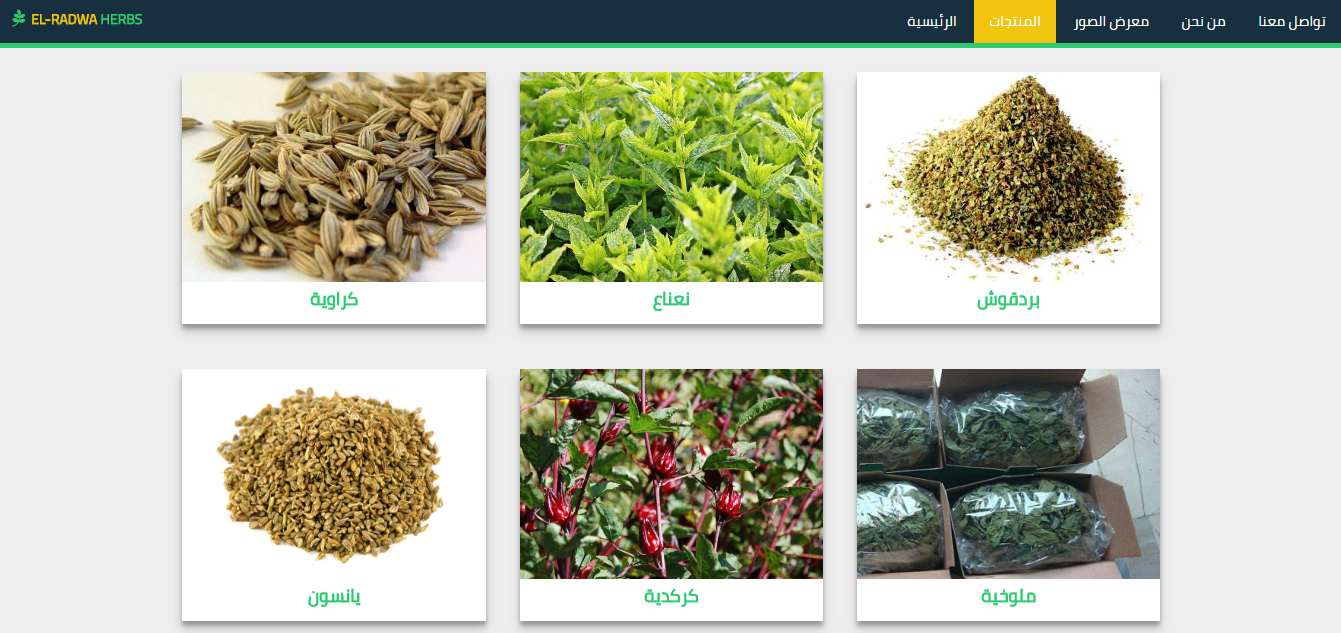 EL-RADWA HERBS
الرئيسية
المنتجات
معرض الصور
من نحن
تواصل معنا
كراوية
نعناع
بردقوش
يانسون
كركدية
ملوخية